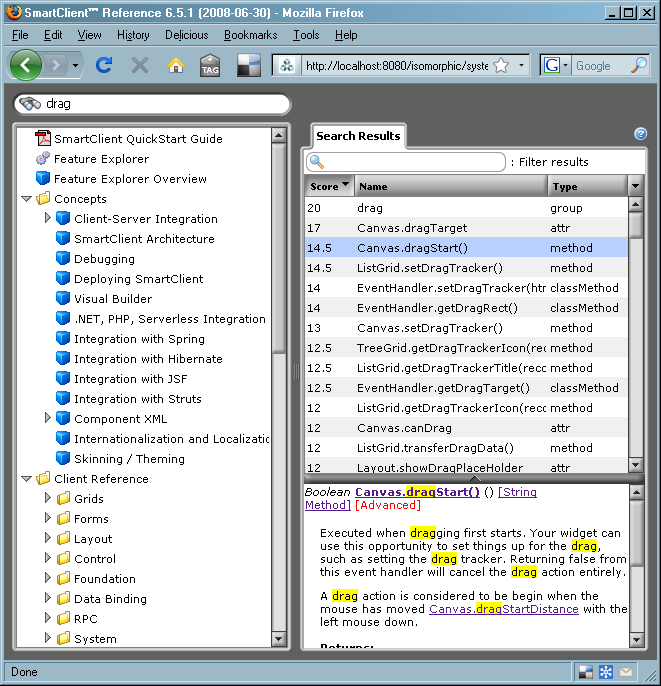 SmartClient™ Reference 6.5.1 (2008-06-30) - Mozilla Firefox
File Edit View History Delicious Bookmarks Tools Help
TAG
http://localhost:8080/isomorphic/syste
G
Google
drag
SmartClient QuickStart Guide
Feature Explorer
Feature Explorer Overview
Concepts
Client-Server Integration
SmartClient Architecture
Debugging
Deploying SmartClient
Visual Builder
.NET, PHP, Serverless Integration
Integration with Spring
Integration with Hibernate
Integration with JSF
Integration with Struts
Component XML
Internationalization and Localizatio
Skinning / Theming
Client Reference
Grids
Forms
Layout
Control
Foundation
Data Binding
RPC
System
Search Results
?
: Filter results
Score Name Type
20 drag group
17 Canvas.dragTarget attr
14.5 Canvas.dragStart() method
14.5 ListGrid.setDragTracker() method
14 EventHandler.setDragTracker(htr classMethod
14 EventHandler.getDragRect() classMethod
13 Canvas.setDragTracker() method
12.5 TreeGrid.getDragTrackerIcon(rec method
12.5 ListGrid.getDragTrackerTitle(reco method
12.5 EventHandler.getDragTarget() classMethod
12 ListGrid.getDragTrackerIcon(reco method
12 Canvas.canDrag attr
12 ListGrid.transferDragData() method
12 Layout.showDragPlaceHolder attr
Boolean Canvas.dragStart() () [String
Method] [Advanced]
Executed when dragging first starts. Your widget can
use this opportunity to set things up for the drag,
such as setting the drag tracker. Returning false from
this event handler will cancel the drag action entirely.
A drag action is considered to be begin when the
mouse has moved Canvas.dragStartDistance with the
left mouse down.
Returns:
Done